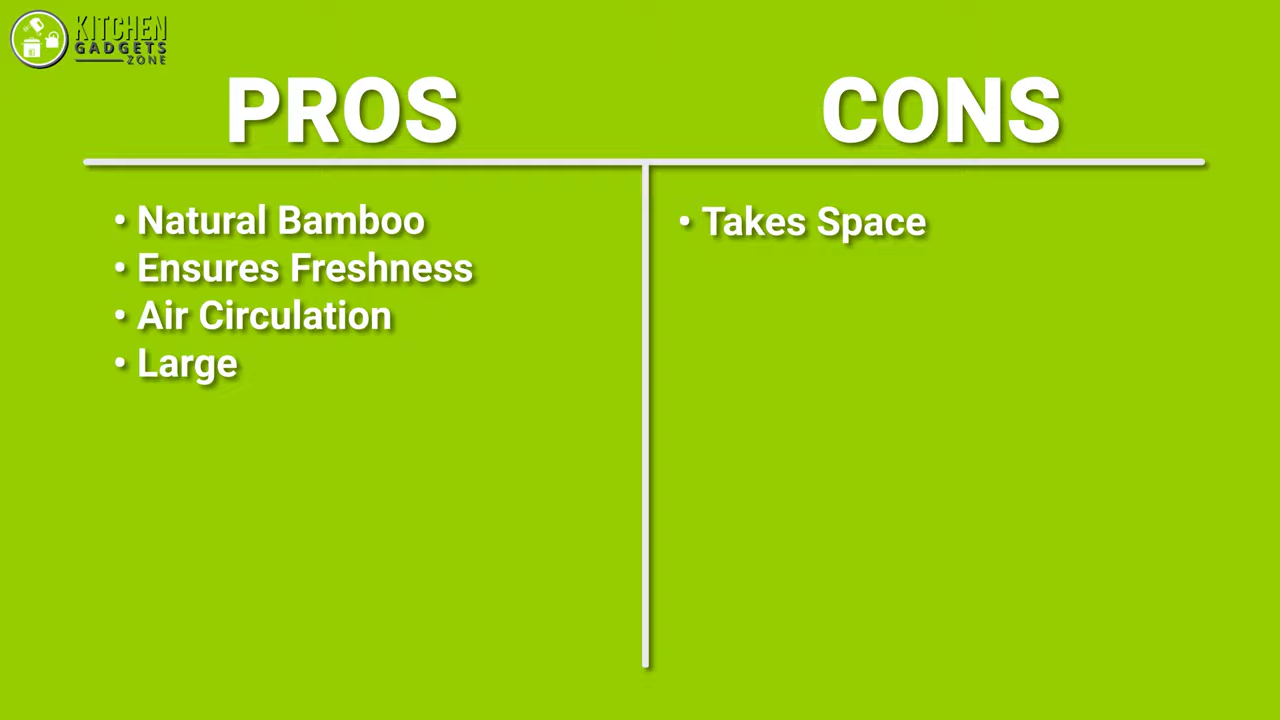 KITCHEN
GADGETS
ZONE
PROS
CONS
• Natural Bamboo
• Ensures Freshness
• Air Circulation
• Large
• Takes Space